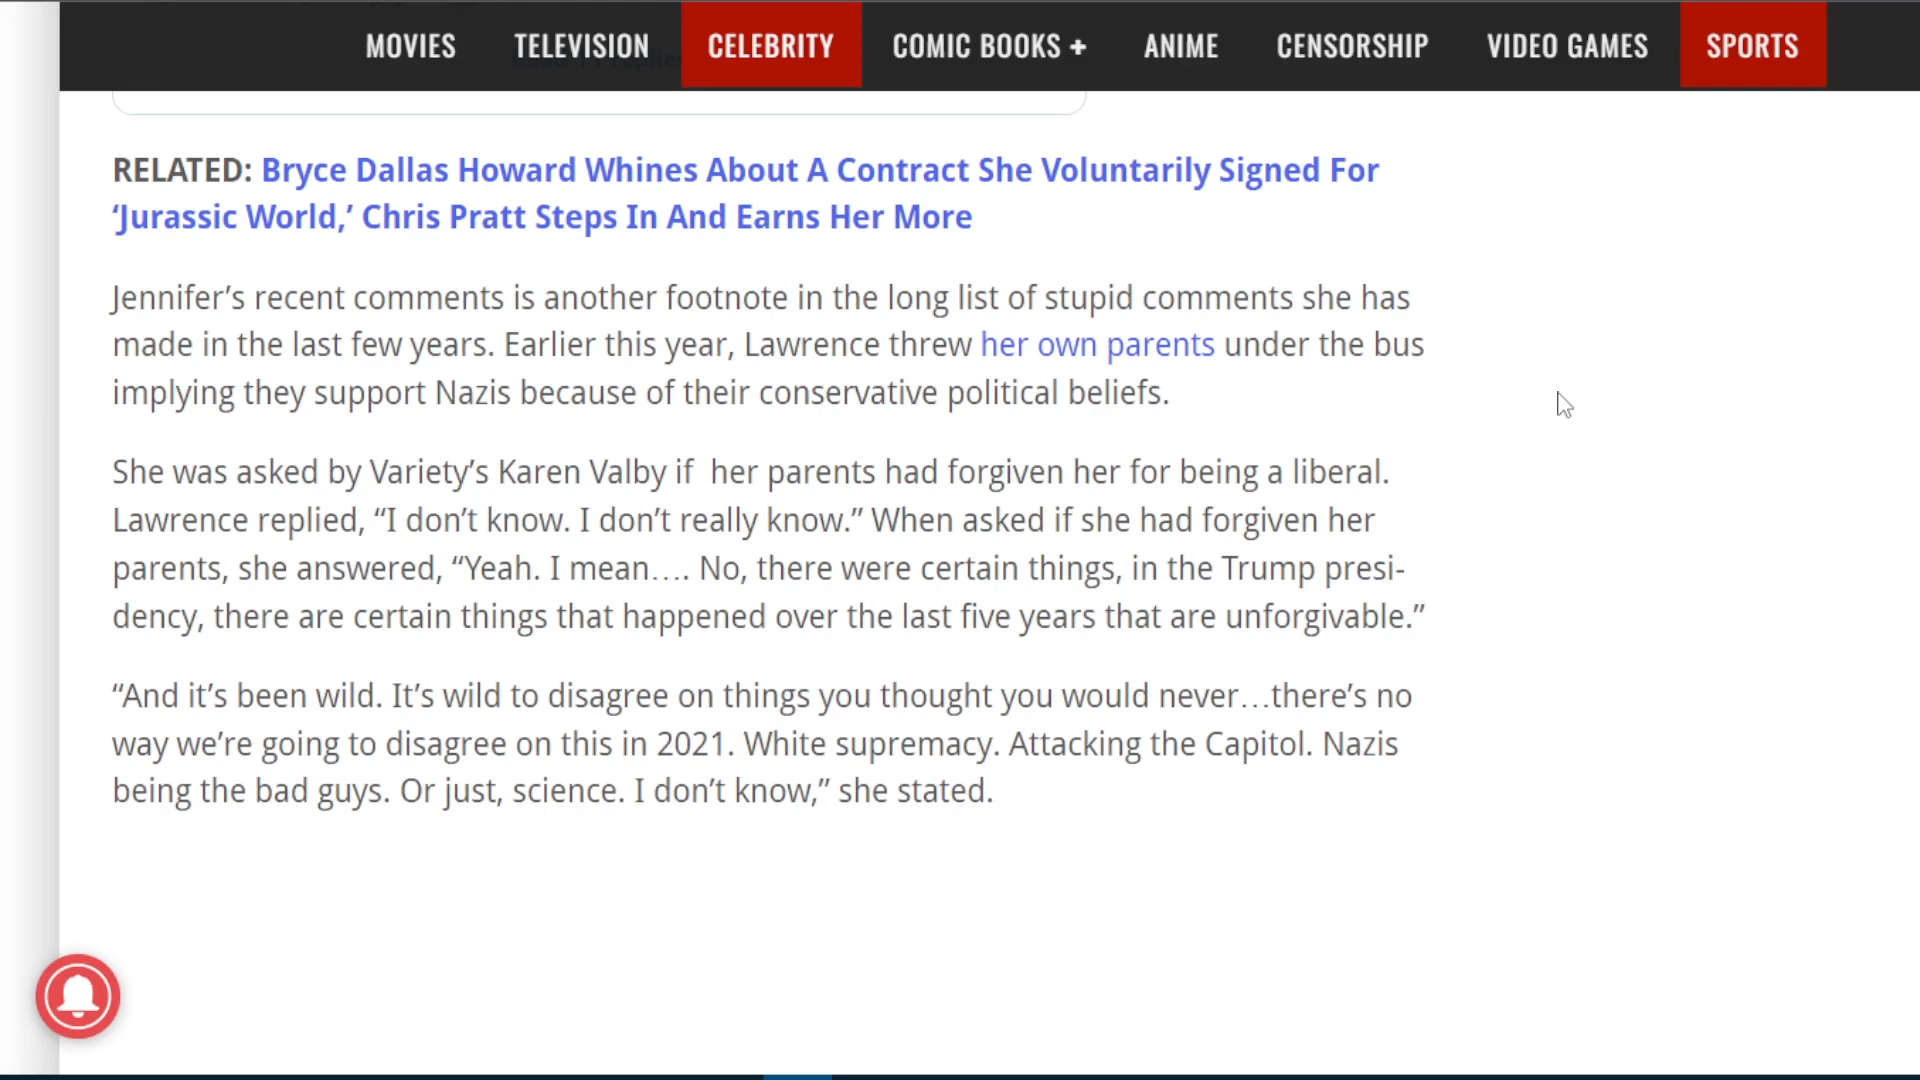 MOVIES TELEVISION CELEBRITY COMIC BOOKS + ANIME CENSORSHIP VIDEO GAMES SPORTS
RELATED: Bryce Dallas Howard Whines About A Contract She Voluntarily Signed For
‘Jurassic World,’ Chris Pratt Steps In And Earns Her More
Jennifer’s recent comments is another footnote in the long list of stupid comments she has
made in the last few years. Earlier this year, Lawrence threw her own parents under the bus
implying they support Nazis because of their conservative political beliefs.
She was asked by Variety’s Karen Valby if  her parents had forgiven her for being a liberal.
Lawrence replied, “I don’t know. I don’t really know.” When asked if she had forgiven her
parents, she answered, “Yeah. I mean…. No, there were certain things, in the Trump presi-
dency, there are certain things that happened over the last five years that are unforgivable.”
“And it’s been wild. It’s wild to disagree on things you thought you would never…there’s no
way we’re going to disagree on this in 2021. White supremacy. Attacking the Capitol. Nazis
being the bad guys. Or just, science. I don’t know,” she stated.